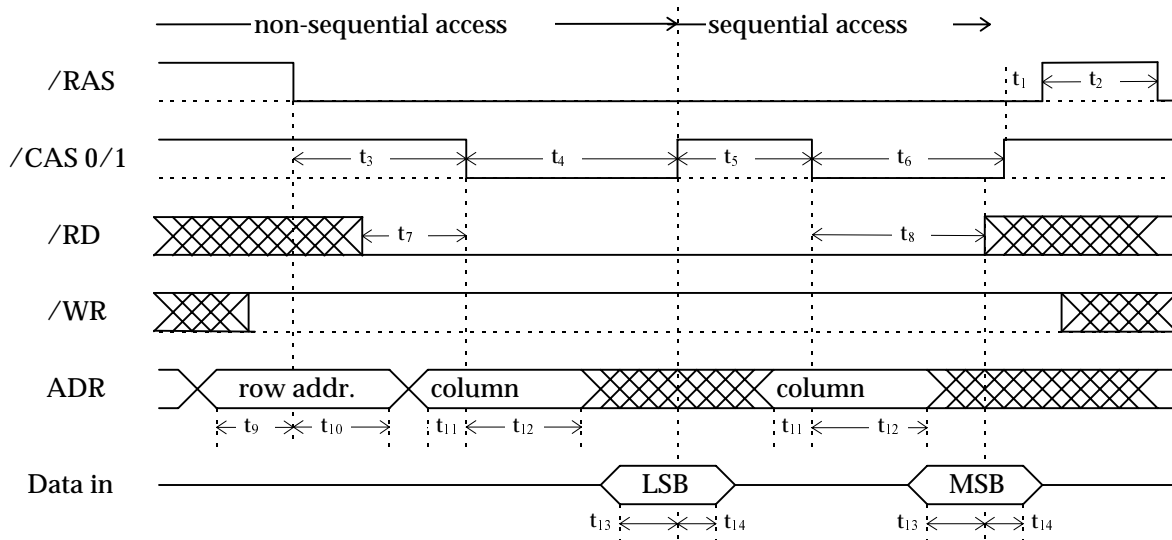 non-sequential access sequential access
/RAS t₁ t₂
/CAS 0/1 t₃ t₄ t₅ t₆
/RD t₇ t₈
/WR
ADR row addr. column column
t₉ t₁₀ t₁₁ t₁₂ t₁₁ t₁₂
Data in LSB MSB
t₁₃ t₁₄ t₁₃ t₁₄